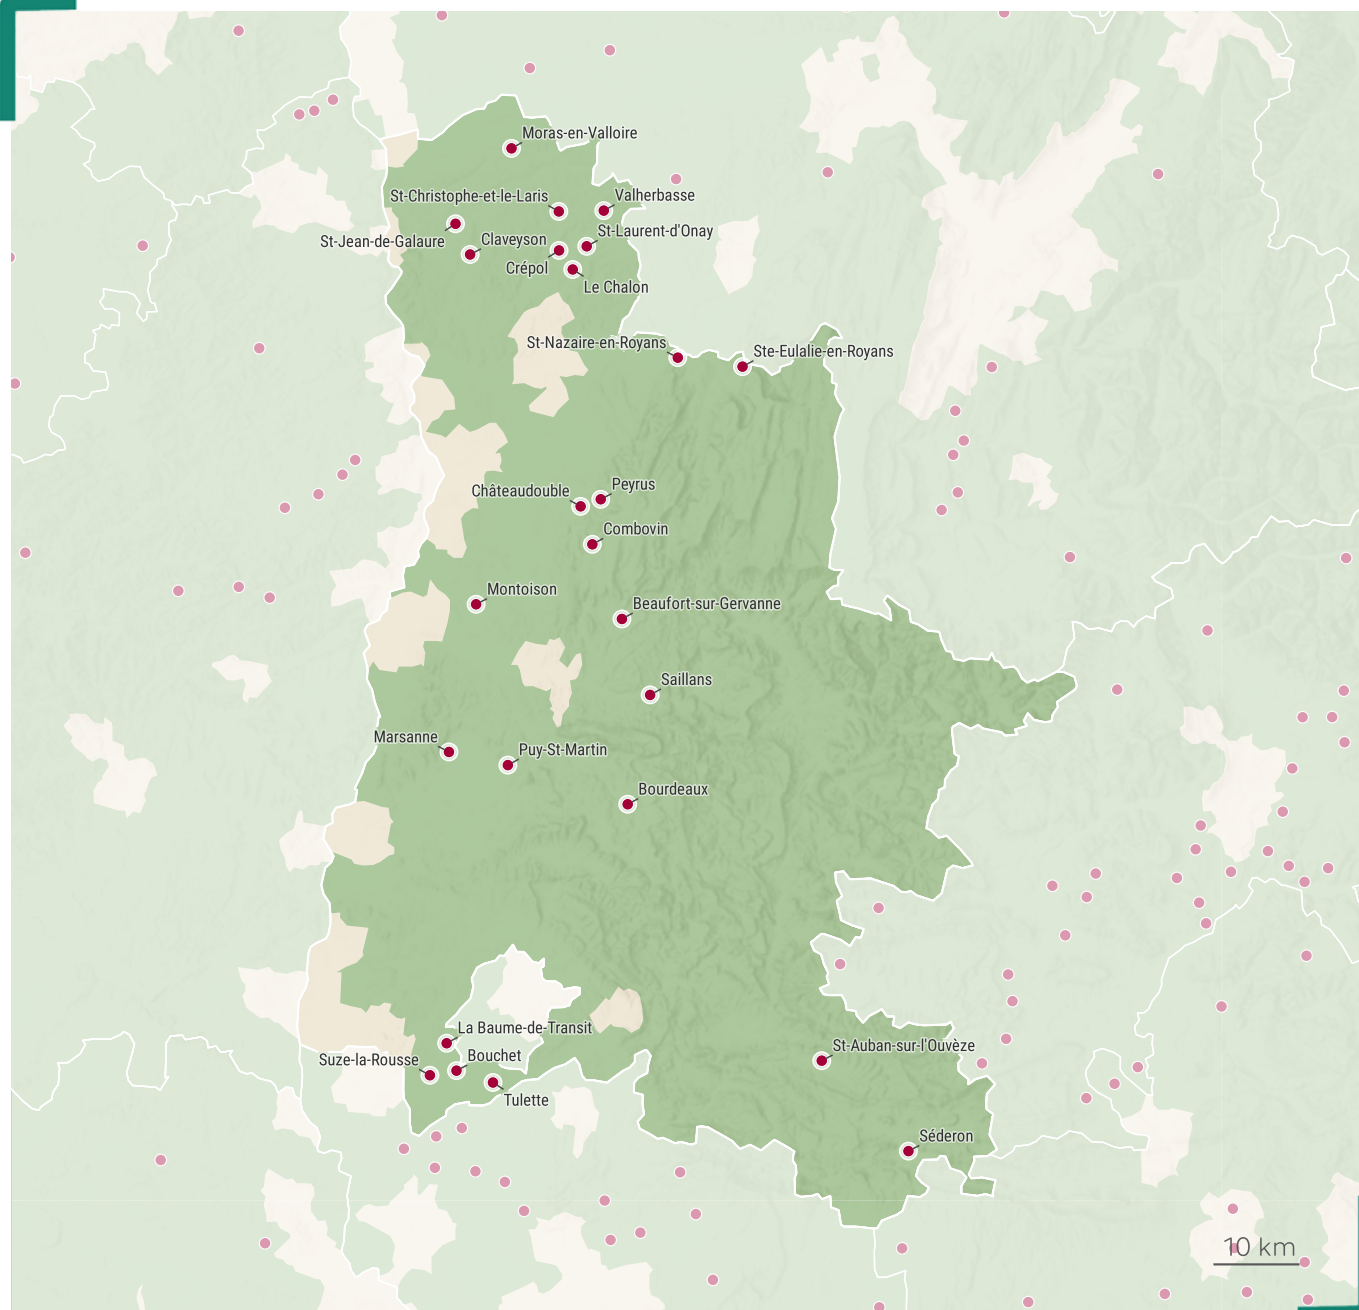 Moras-en-Valloire
St-Christophe-et-le-Laris
Valherbasse
St-Jean-de-Galaure
Claveyson
St-Laurent-d'Onay
Crépol
Le Chalon
St-Nazaire-en-Royans
Ste-Eulalie-en-Royans
Châteaudouble
Peyrus
Combovin
Montoison
Beaufort-sur-Gervanne
Saillans
Marsanne
Puy-St-Martin
Bourdeaux
La Baume-de-Transit
Suze-la-Rousse
Bouchet
Tulette
St-Auban-sur-l'Ouvèze
Séderon
10 km